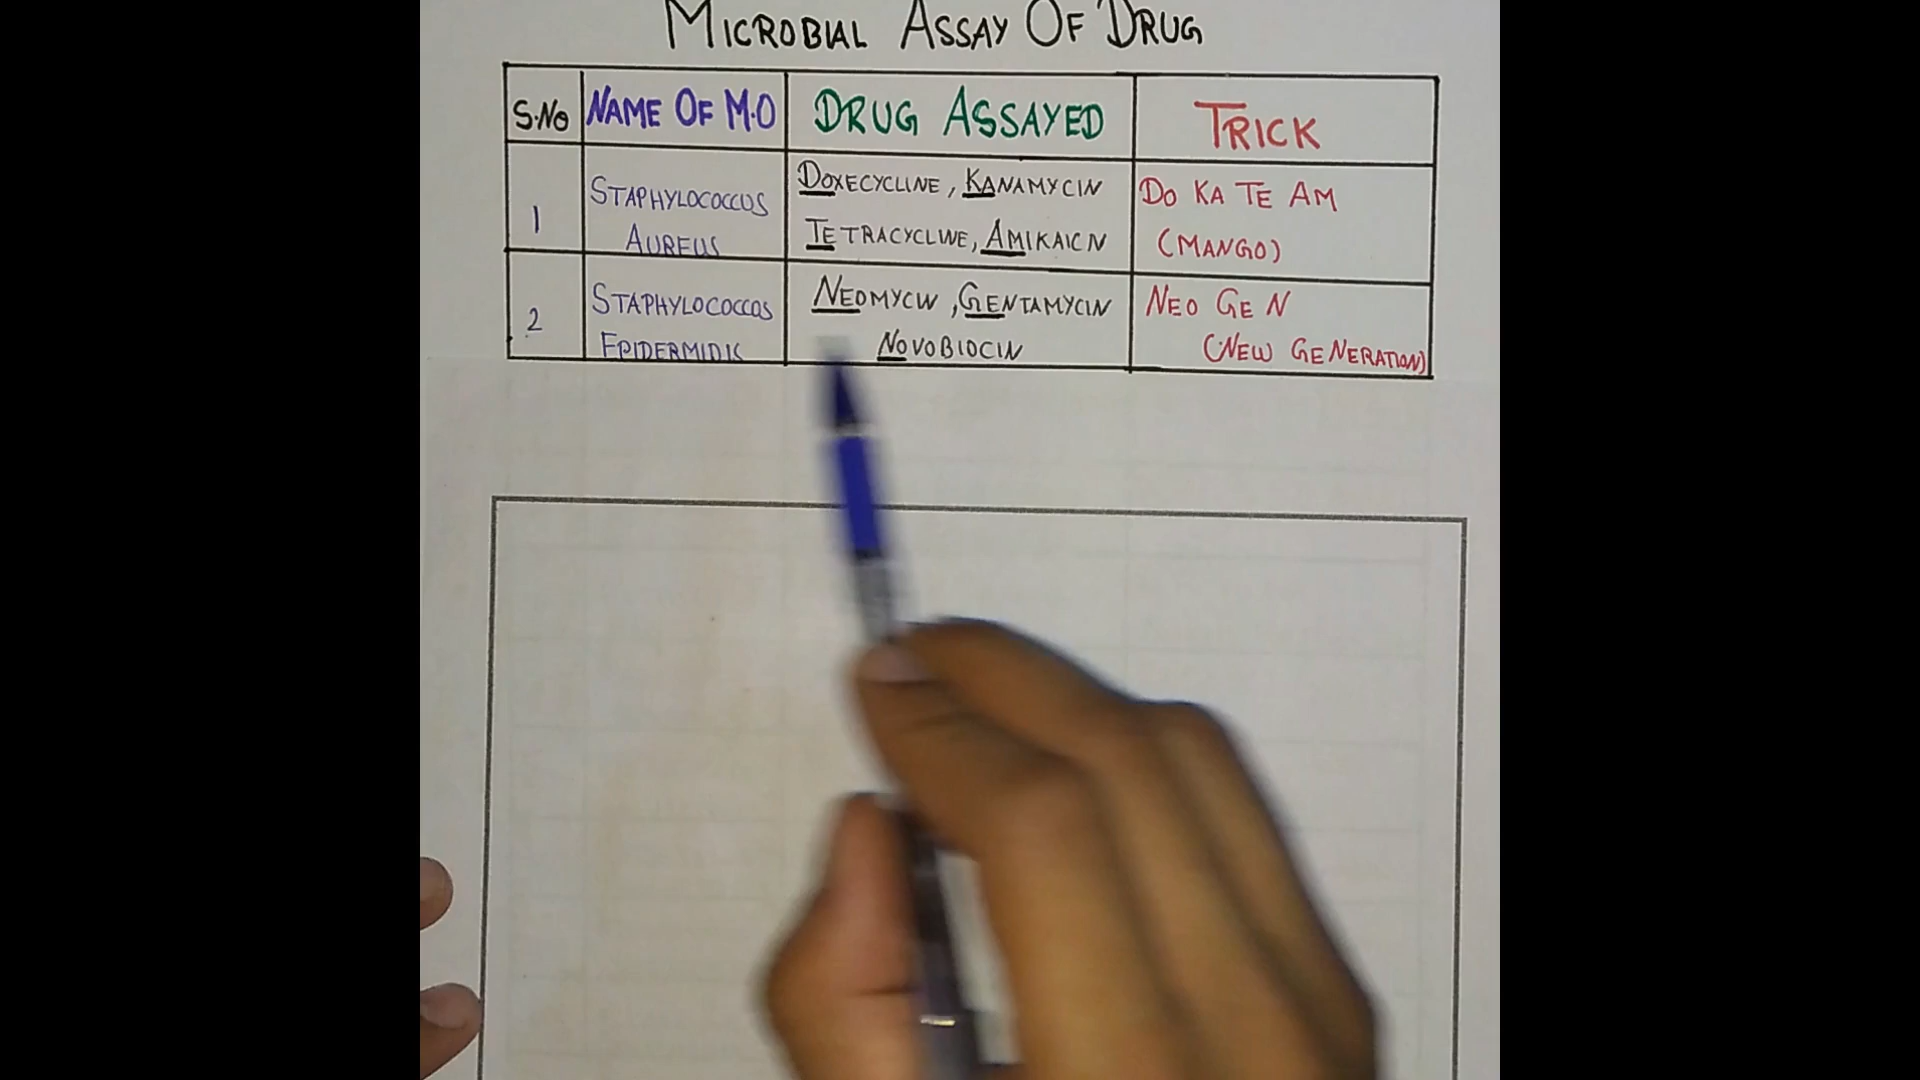 MICROBIAL ASSAY OF DRUG
S.NO NAME OF M.O DRUG ASSAYED TRICK
1 STAPHYLOCOCCUS AUREUS
DOXECYCLINE, KANAMYCIN
TETRACYCLINE, AMIKAICN
DO KA TE AM
(MANGO)
2 STAPHYLOCOCCOS EPIDERMIDIS
NEOMYCIN, GENTAMYCIN
NOVOBIOCIN
NEO GE N
(NEW GENERATION)